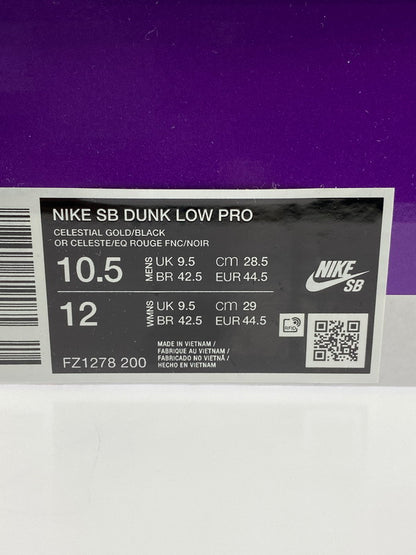 NIKE SB DUNK LOW PRO
CELESTIAL GOLD/BLACK
OR CELESTE/EQ ROUGE FNC/NOIR
10.5 MENS UK 9.5 CM 28.5
BR 42.5 EUR 44.5
12 WMNS UK 9.5 CM 29
BR 42.5 EUR 44.5
NIKE
SB
RFID
FZ1278 200
MADE IN VIETNAM /
FABRIQUE AU VIETNAM /
FABRICADO NO VIETNÃ /
HECHO EN VIETNAM